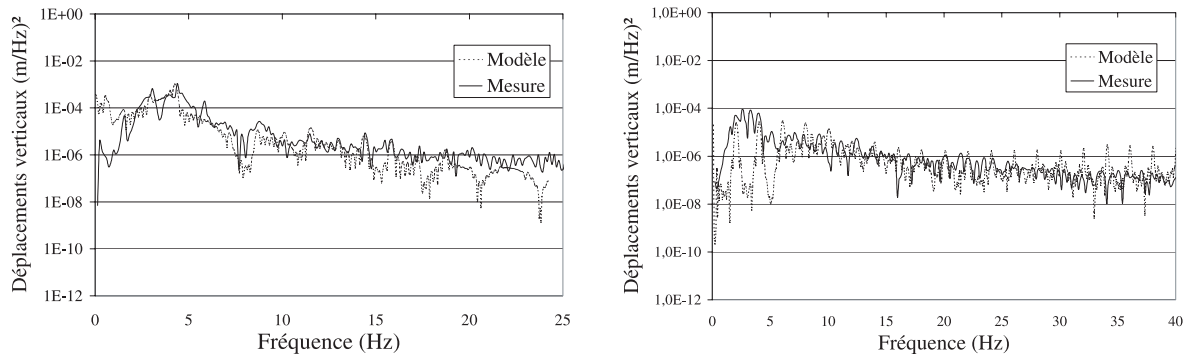 Déplacements verticaux (m/Hz)²
1E+00
1E-02
1E-04
1E-06
1E-08
1E-10
1E-12
0 5 10 15 20 25
Fréquence (Hz)
Modèle
Mesure
Déplacements verticaux (m/Hz)²
1,0E+00
1,0E-02
1,0E-04
1,0E-06
1,0E-08
1,0E-10
1,0E-12
0 5 10 15 20 25 30 35 40
Fréquence (Hz)
Modèle
Mesure